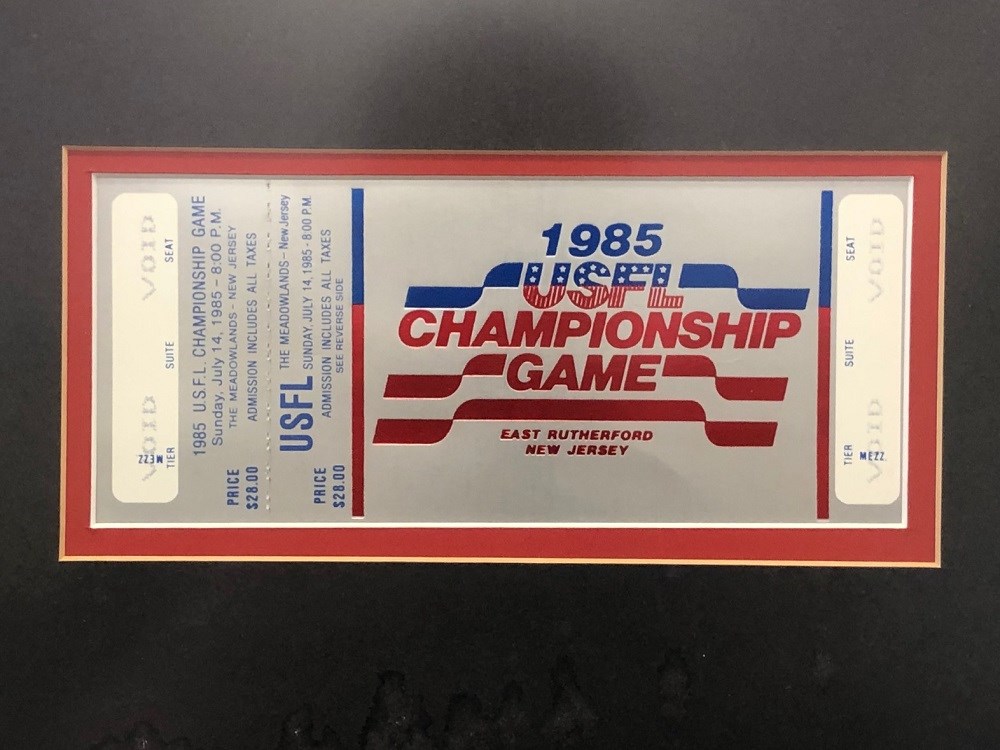 VOID VOID
TIER SUITE SEAT
MEZZ
1985 U.S.F.L. CHAMPIONSHIP GAME
Sunday, July 14, 1985 - 8:00 P.M.
THE MEADOWLANDS - NEW JERSEY
ADMISSION INCLUDES ALL TAXES
PRICE
$28.00
USFL
THE MEADOWLANDS - New Jersey
SUNDAY, JULY 14, 1985 - 8:00 P.M.
ADMISSION INCLUDES ALL TAXES
SEE REVERSE SIDE
PRICE
$28.00
1985
USFL
CHAMPIONSHIP
GAME
EAST RUTHERFORD
NEW JERSEY
TIER SUITE SEAT
MEZZ
VOID VOID